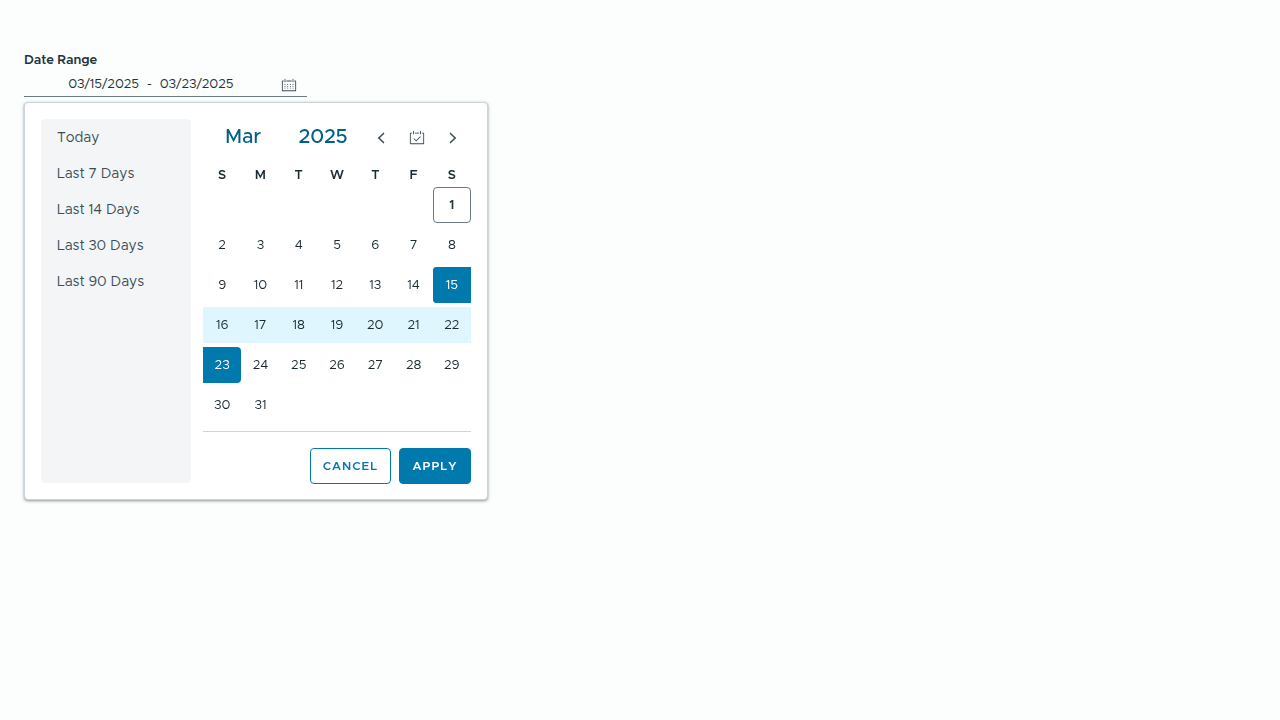 Date Range
03/15/2025 - 03/23/2025
Today
Last 7 Days
Last 14 Days
Last 30 Days
Last 90 Days
Mar 2025
S M T W T F S
1
2 3 4 5 6 7 8
9 10 11 12 13 14 15
16 17 18 19 20 21 22
23 24 25 26 27 28 29
30 31
CANCEL APPLY